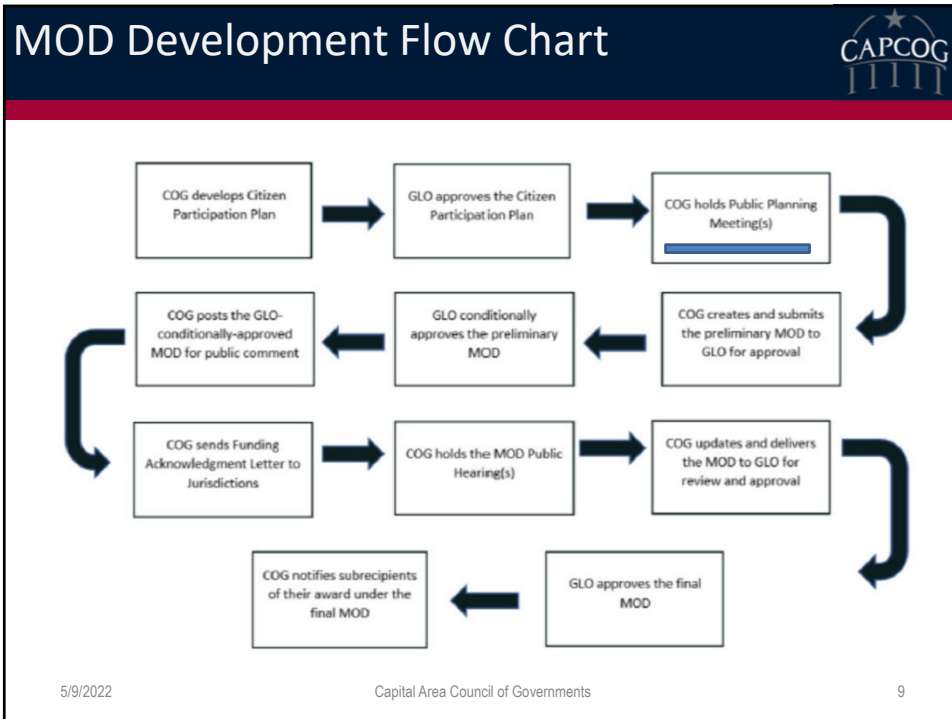 MOD Development Flow Chart
CAPCOG
COG develops Citizen
Participation Plan
GLO approves the Citizen
Participation Plan
COG holds Public Planning
Meeting(s)
COG creates and submits
the preliminary MOD to
GLO for approval
GLO conditionally
approves the preliminary
MOD
COG posts the GLO-
conditionally-approved
MOD for public comment
COG sends Funding
Acknowledgment Letter to
Jurisdictions
COG holds the MOD Public
Hearing(s)
COG updates and delivers
the MOD to GLO for
review and approval
GLO approves the final
MOD
COG notifies subrecipients
of their award under the
final MOD
5/9/2022
Capital Area Council of Governments
9